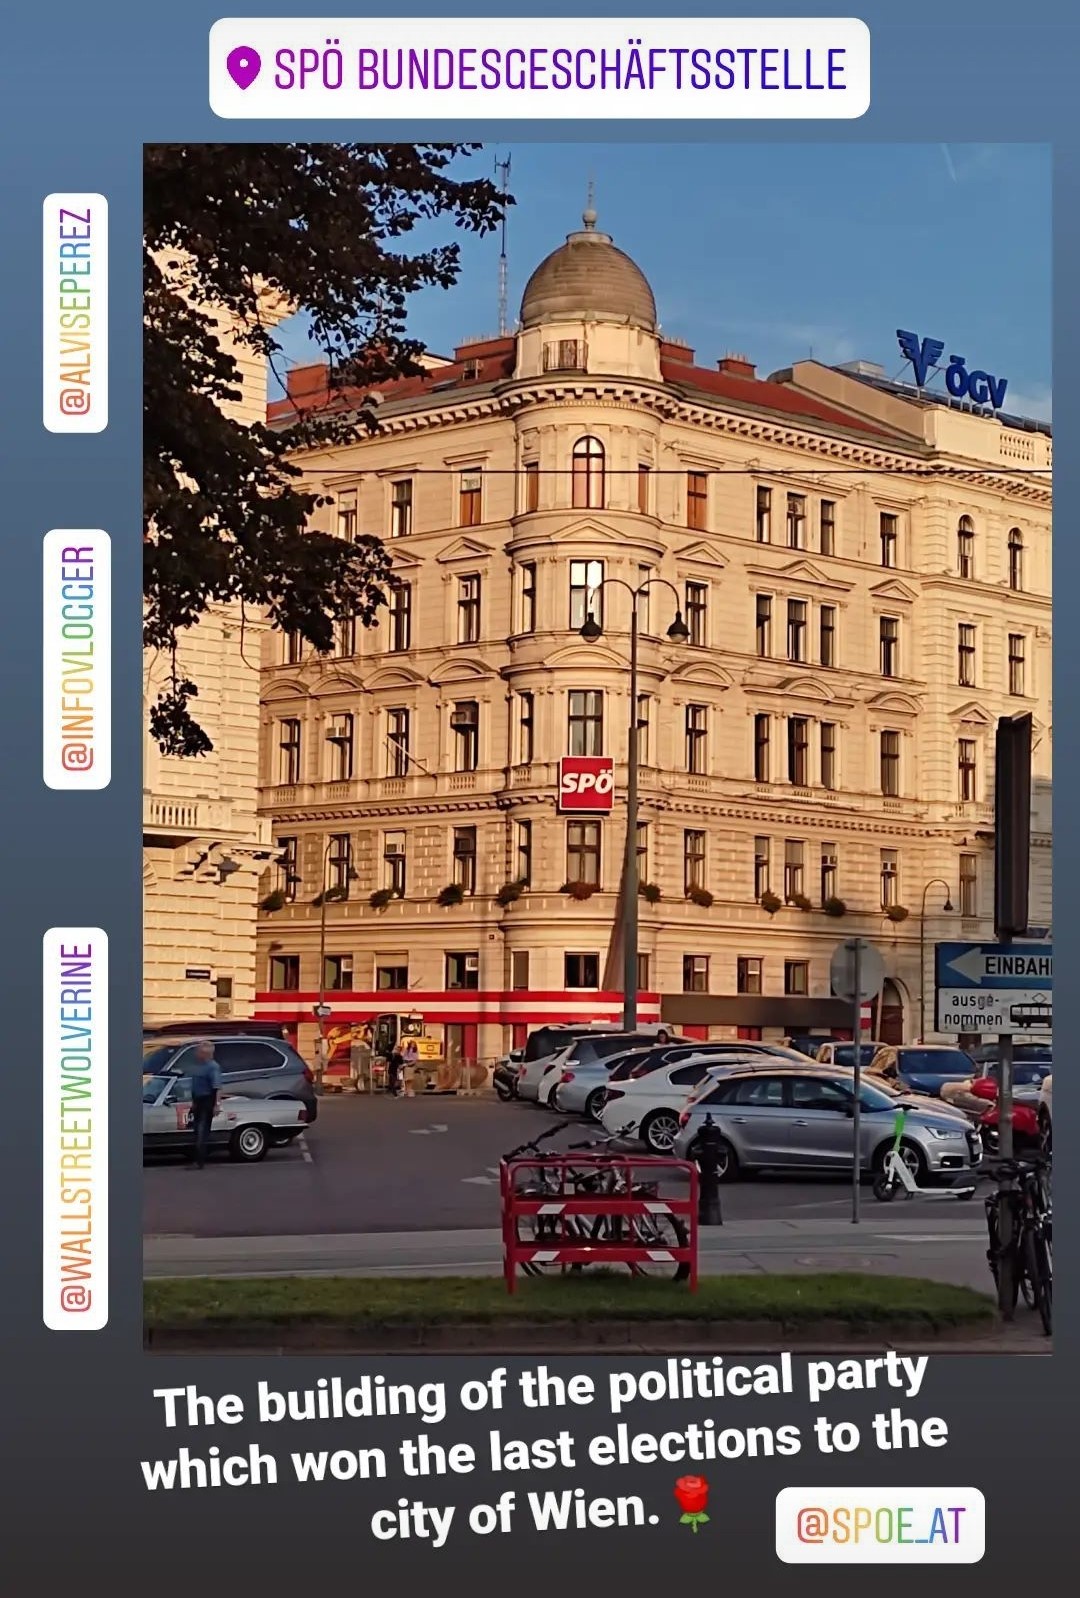 SPÖ BUNDESGESCHÄFTSSTELLE
@ALVISEPEREZ
@INFOVLOGGER
@WALLSTREETWOLVERINE
ÖGV
SPÖ
EINBAH
ausge-
nommen
The building of the political party
which won the last elections to the
city of Wien. 🌹
@SPOE_AT